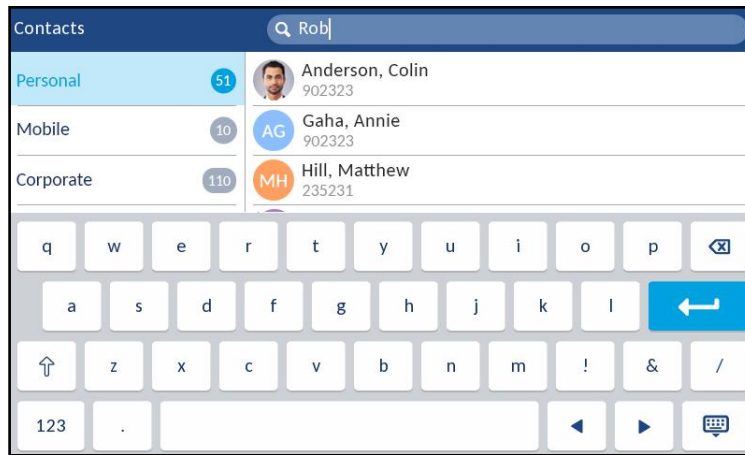 Contacts
Rob
Personal 51
Mobile 10
Corporate 110
Anderson, Colin
902323
AG Gaha, Annie
902323
MH Hill, Matthew
235231
q w e r t y u i o p
a s d f g h j k l
z x c v b n m ! & /
123 .